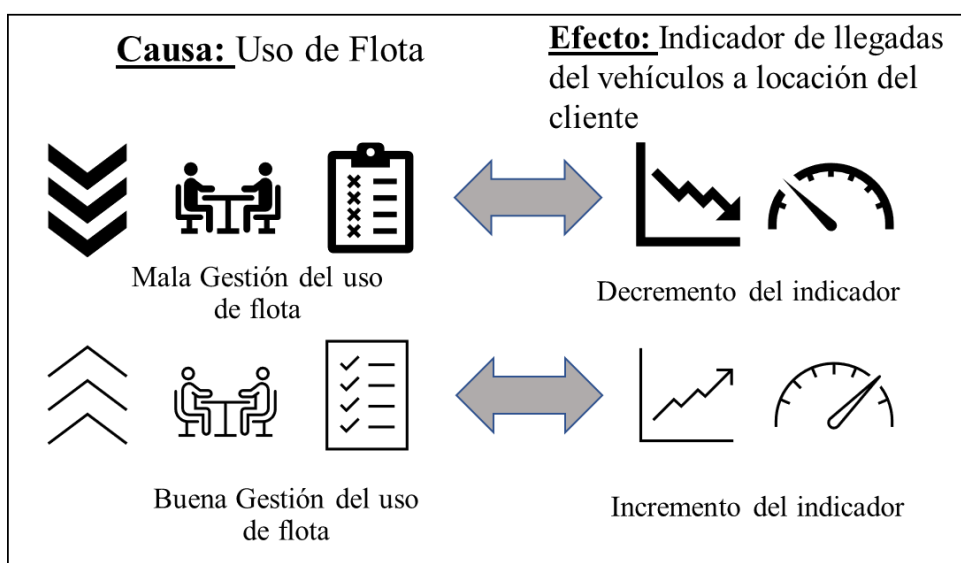 Causa: Uso de Flota
Efecto: Indicador de llegadas
del vehículos a locación del
cliente
Mala Gestión del uso
de flota
Decremento del indicador
Buena Gestión del uso
de flota
Incremento del indicador